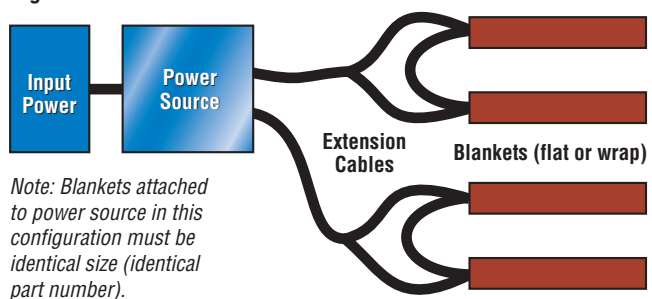 Input
Power
Power
Source
Extension
Cables
Blankets (flat or wrap)
Note: Blankets attached
to power source in this
configuration must be
identical size (identical
part number).